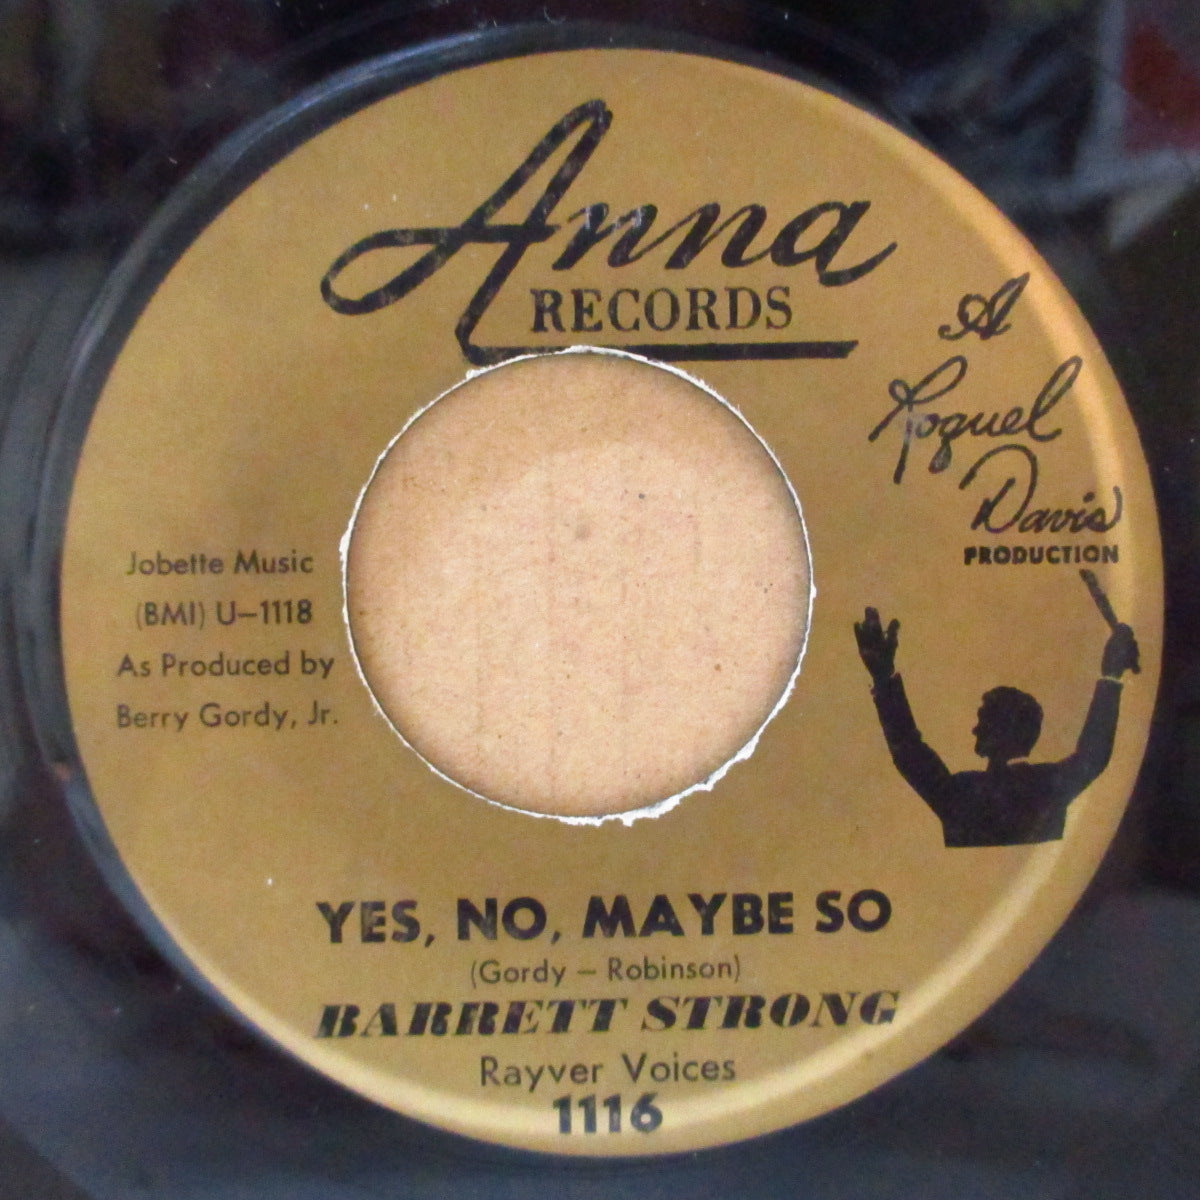 Anna
RECORDS
A
Roquel
Davis
PRODUCTION
Jobette Music
(BMI) U–1118
As Produced by
Berry Gordy, Jr.
YES, NO, MAYBE SO
(Gordy – Robinson)
BARRETT STRONG
Rayver Voices
1116